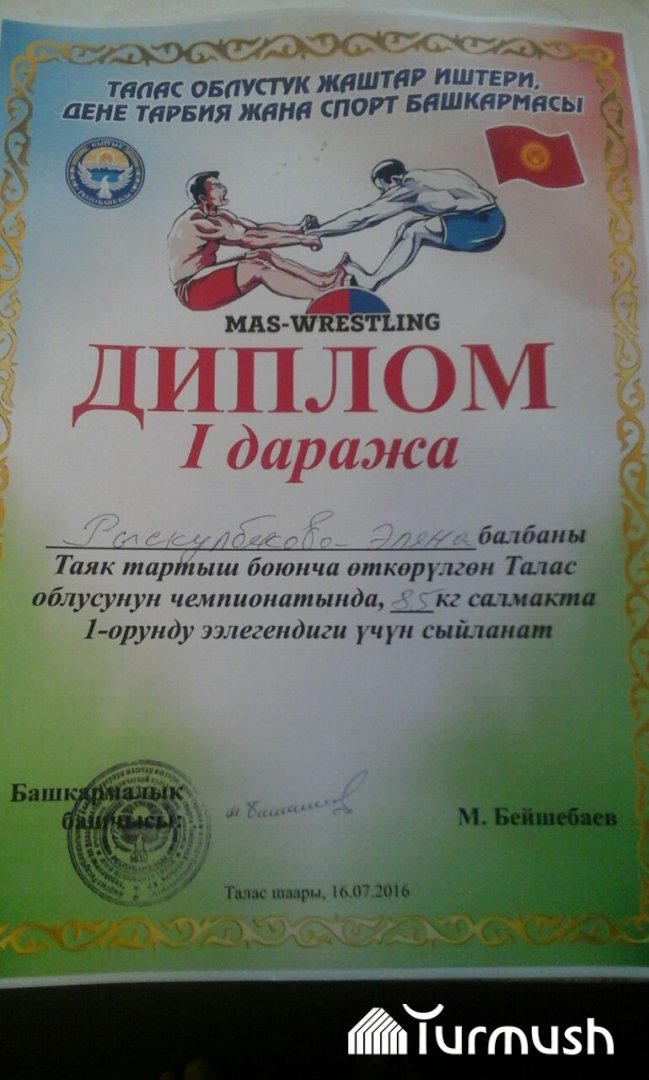 ТАЛАС ОБЛУСТУК ЖАШТАР ИШТЕРИ,
ДЕНЕ ТАРБИЯ ЖАНА СПОРТ БАШКАРМАСЫ
MAS-WRESTLING
ДИПЛОМ
I даража
Рыскулбекова Элена балбаны
Таяк тартыш боюнча өткөрүлгөн Талас
облусунун чемпионатында, 85 кг салмакта
1-орунду ээлегендиги үчүн сыйланат
Башкармалык
башчысы:
М. Бейшебаев
Талас шаары, 16.07.2016
Turmush